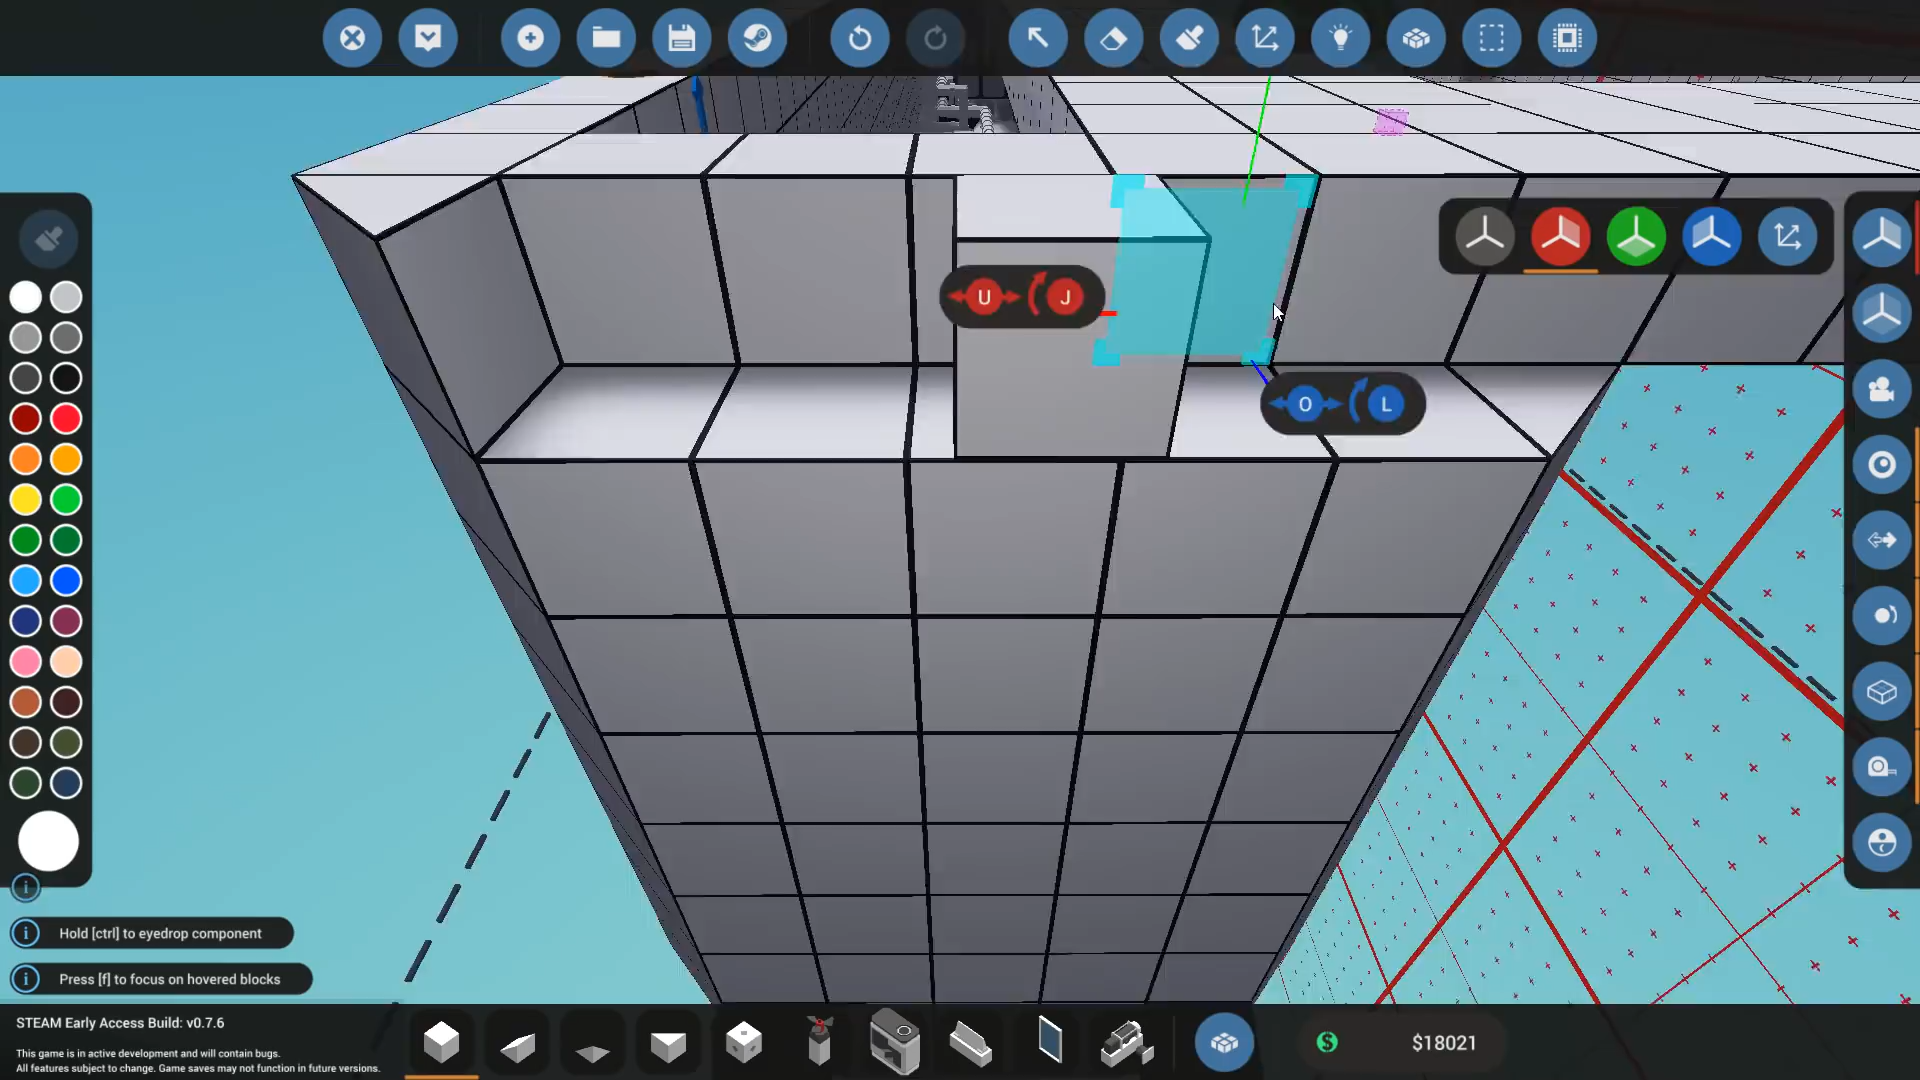 U
J
O
L
Hold [ctrl] to eyedrop component
Press [f] to focus on hovered blocks
STEAM Early Access Build: v0.7.6
This game is in active development and will contain bugs.
All features subject to change. Game saves may not function in future versions.
$18021